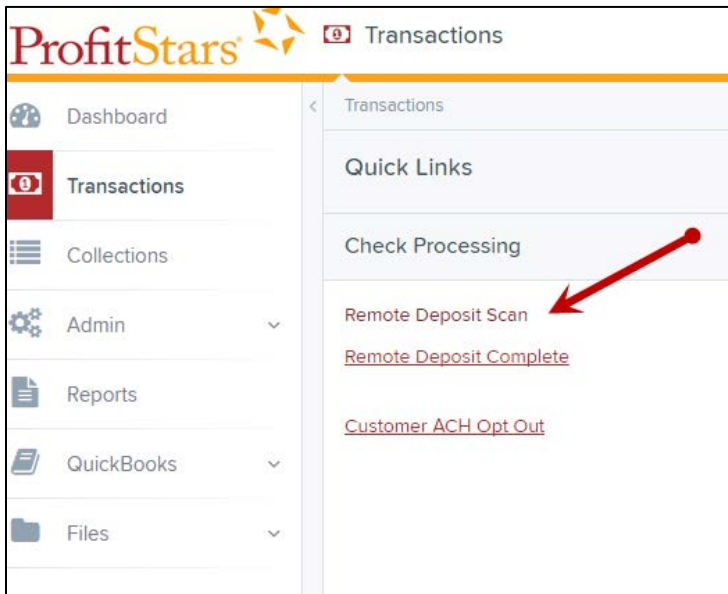 ProfitStars®
Transactions
Dashboard
Transactions
Collections
Admin
Reports
QuickBooks
Files
Transactions
Quick Links
Check Processing
Remote Deposit Scan
Remote Deposit Complete
Customer ACH Opt Out